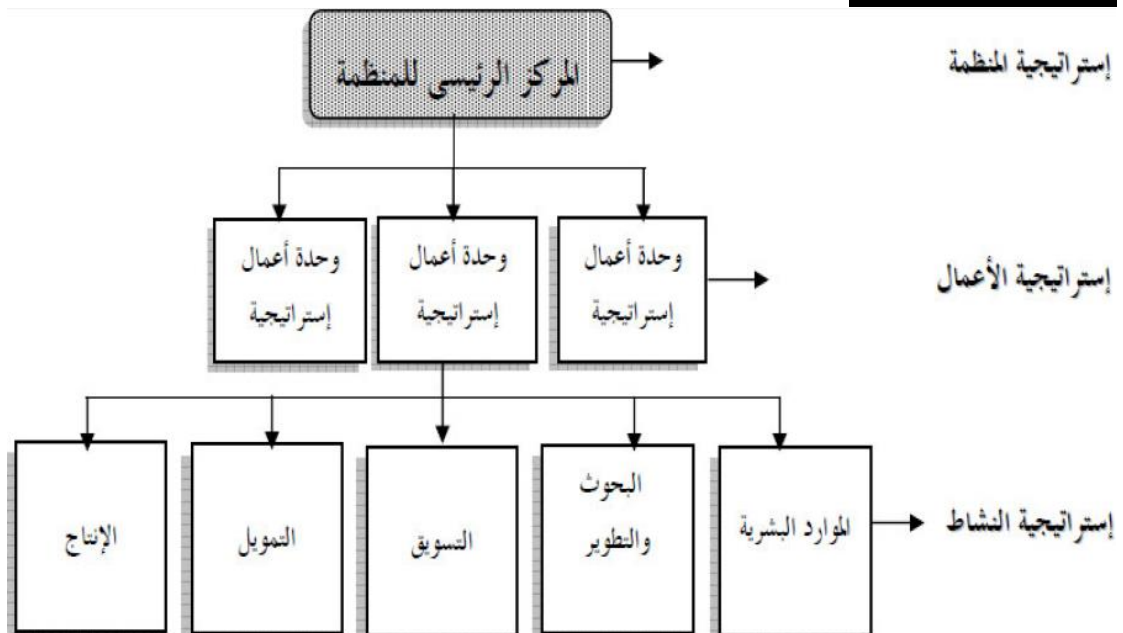 إستراتيجية المنظمة
المركز الرئيسى للمنظمة
إستراتيجية الأعمال
وحدة أعمال
إستراتيجية
وحدة أعمال
إستراتيجية
وحدة أعمال
إستراتيجية
إستراتيجية النشاط
الموارد البشرية
البحوث
والتطوير
التسويق
التمويل
الإنتاج